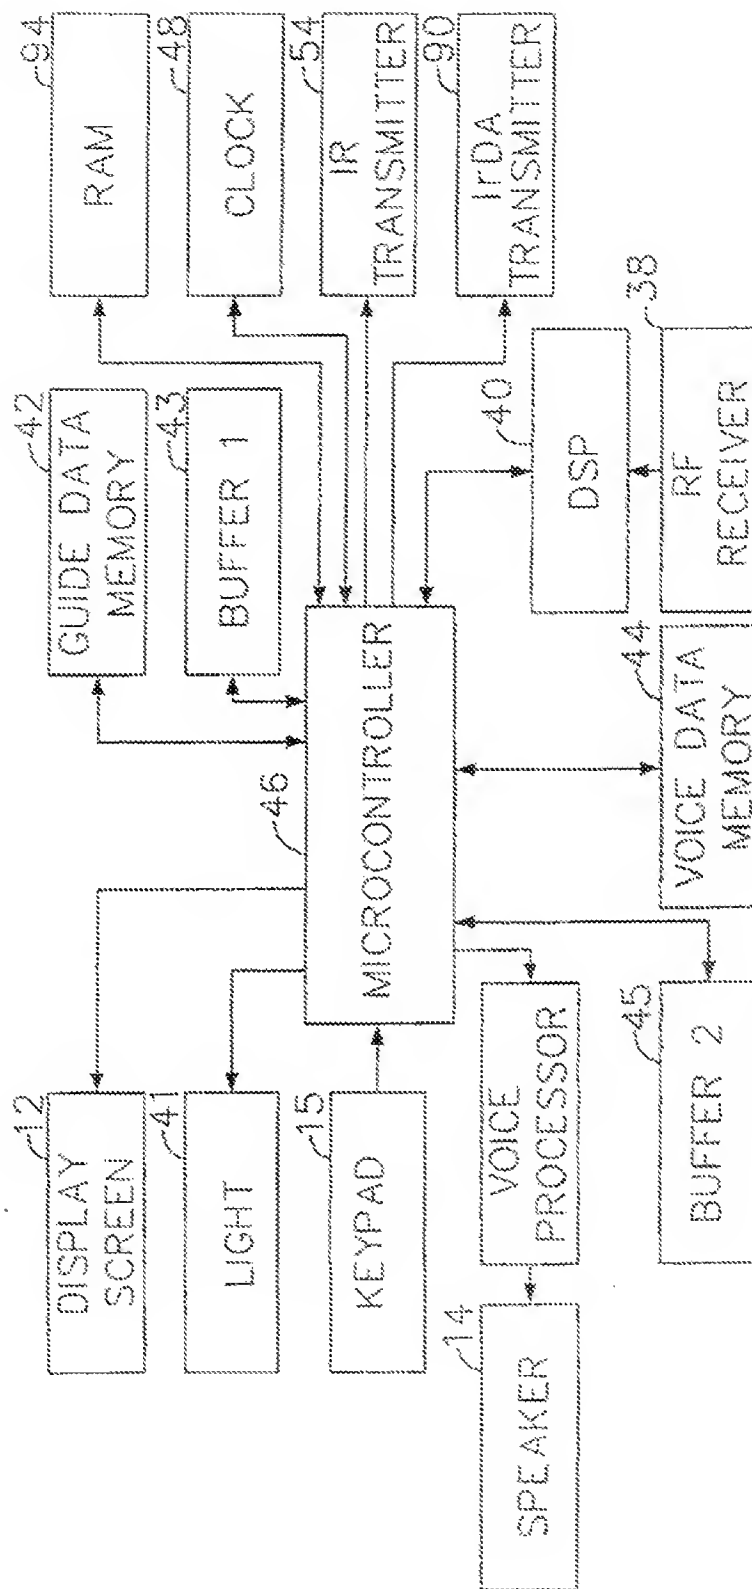 12
DISPLAY
SCREEN
41
LIGHT
15
KEYPAD
14
SPEAKER
VOICE
PROCESSOR
45
BUFFER 2
46
MICROCONTROLLER
42
GUIDE DATA
MEMORY
43
BUFFER 1
44
VOICE DATA
MEMORY
94
RAM
48
CLOCK
54
IR
TRANSMITTER
90
IrDA
TRANSMITTER
40
DSP
38
RF
RECEIVER